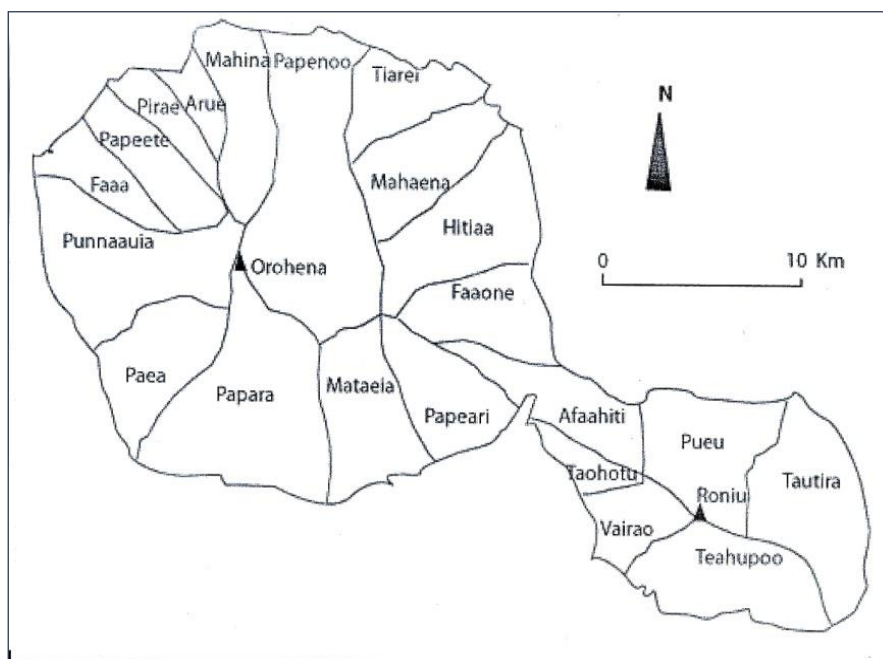 Mahina
Papenoo
Tiarei
Pirae
Arue
N
Papeete
Mahaena
Faaa
Hitiaa
Punnaauia
Orohena
0 10 Km
Faaone
Paea
Papara
Mataeia
Papeari
Afaahiti
Pueu
Taohotu
Tautira
Roniu
Vairao
Teahupoo